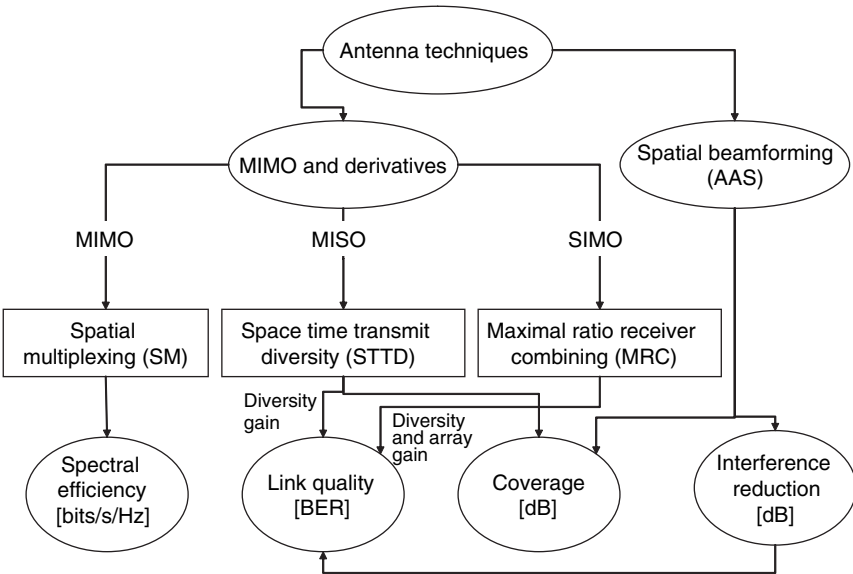 Antenna techniques
MIMO and derivatives
Spatial beamforming
(AAS)
MIMO
MISO
SIMO
Spatial
multiplexing (SM)
Space time transmit
diversity (STTD)
Maximal ratio receiver
combining (MRC)
Diversity
gain
Diversity
and array
gain
Spectral
efficiency
[bits/s/Hz]
Link quality
[BER]
Coverage
[dB]
Interference
reduction
[dB]